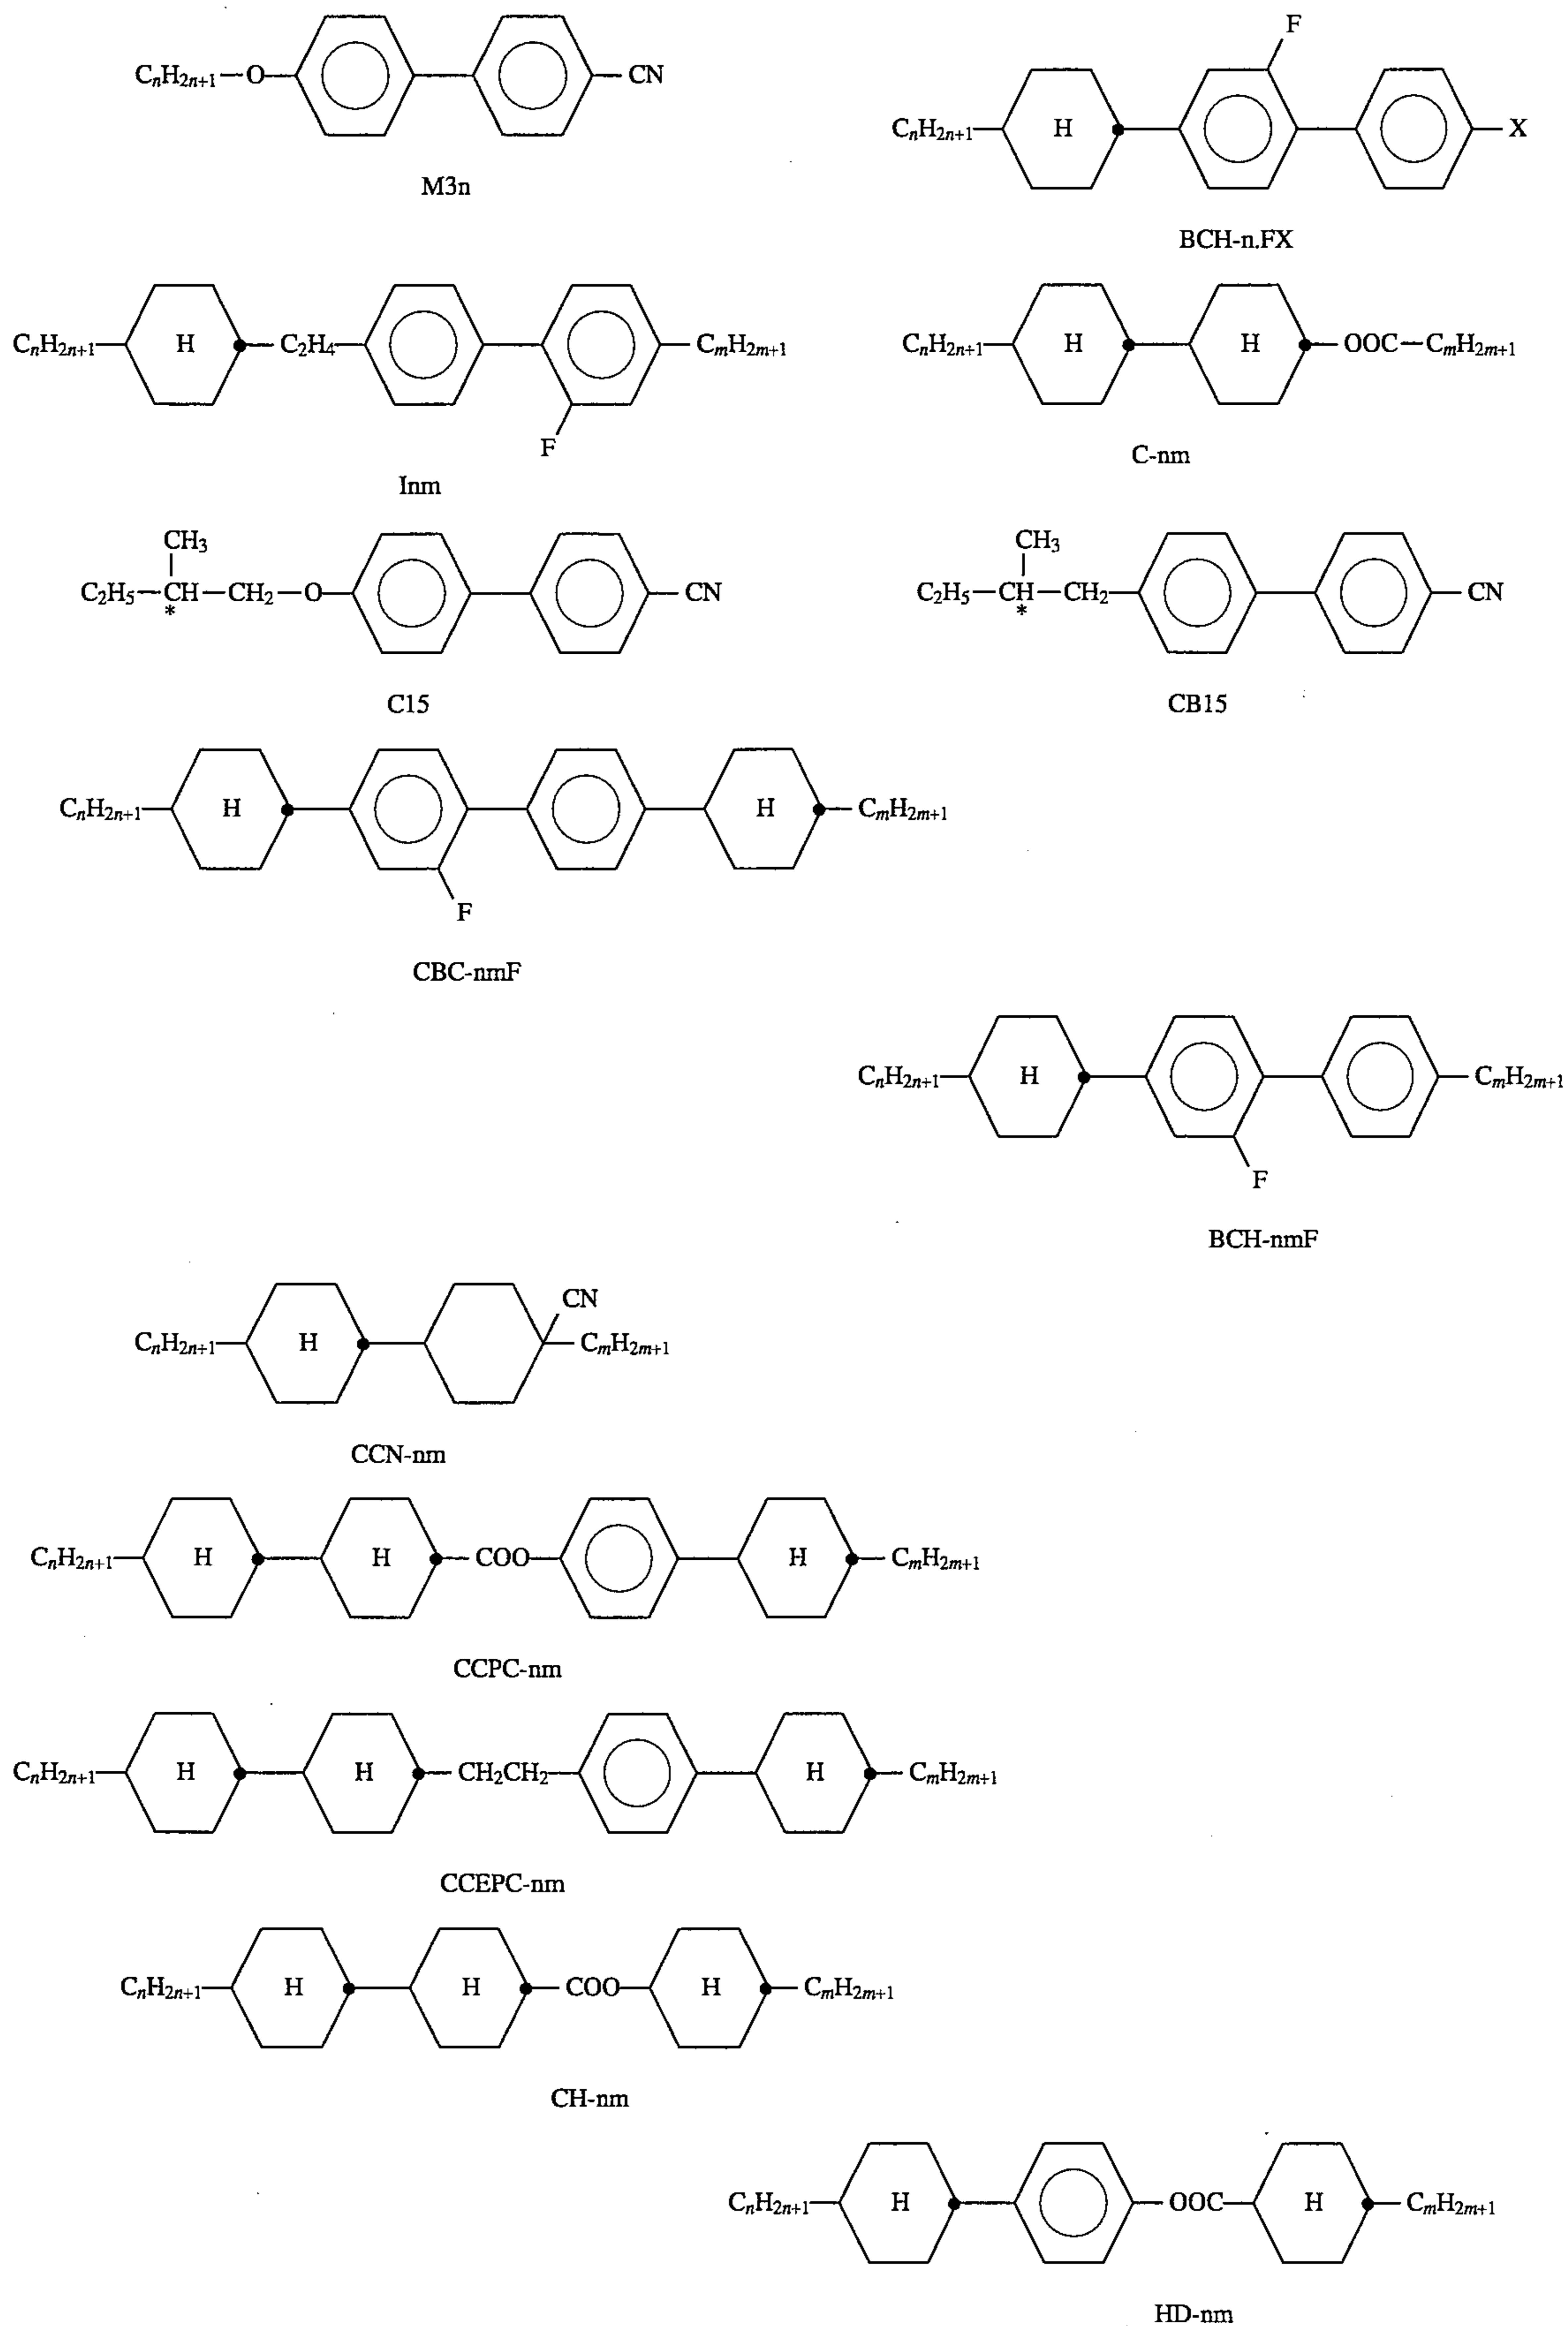 CnH2n+1—O CN
M3n
F
CnH2n+1 H X
BCH-n.FX
CnH2n+1 H C2H4 CmH2m+1
F
Inm
CnH2n+1 H H OOC—CmH2m+1
C-nm
CH3
C2H5—CH—CH2—O CN
*
C15
CH3
C2H5—CH—CH2 CN
*
CB15
CnH2n+1 H H CmH2m+1
F
CBC-nmF
CnH2n+1 H CmH2m+1
F
BCH-nmF
CN
CnH2n+1 H CmH2m+1
CCN-nm
CnH2n+1 H H COO H CmH2m+1
CCPC-nm
CnH2n+1 H H CH2CH2 H CmH2m+1
CCEPC-nm
CnH2n+1 H H COO H CmH2m+1
CH-nm
CnH2n+1 H OOC H CmH2m+1
HD-nm